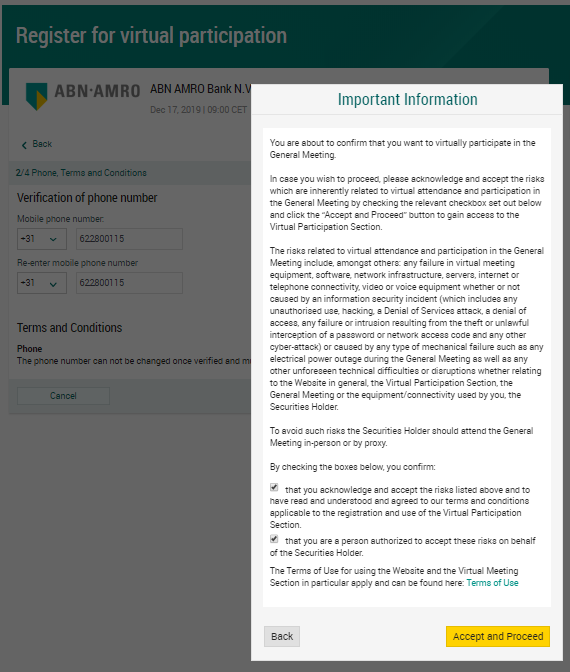 Register for virtual participation
ABN·AMRO
ABN AMRO Bank N.V
Dec 17, 2019 | 09:00 CET
Back
2/4 Phone, Terms and Conditions
Verification of phone number
Mobile phone number:
+31 622800115
Re-enter mobile phone number
+31 622800115
Terms and Conditions
Phone
The phone number can not be changed once verified and m
Cancel
Important Information
You are about to confirm that you want to virtually participate in the
General Meeting.
In case you wish to proceed, please acknowledge and accept the risks
which are inherently related to virtual attendance and participation in
the General Meeting by checking the relevant checkbox set out below
and click the "Accept and Proceed" button to gain access to the
Virtual Participation Section.
The risks related to virtual attendance and participation in the General
Meeting include, amongst others: any failure in virtual meeting
equipment, software, network infrastructure, servers, internet or
telephone connectivity, video or voice equipment whether or not
caused by an information security incident (which includes any
unauthorised use, hacking, a Denial of Services attack, a denial of
access, any failure or intrusion resulting from the theft or unlawful
interception of a password or network access code and any other
cyber-attack) or caused by any type of mechanical failure such as any
electrical power outage during the General Meeting as well as any
other unforeseen technical difficulties or disruptions whether relating
to the Website in general, the Virtual Participation Section, the
General Meeting or the equipment/connectivity used by you, the
Securities Holder.
To avoid such risks the Securities Holder should attend the General
Meeting in-person or by proxy.
By checking the boxes below, you confirm:
that you acknowledge and accept the risks listed above and to
have read and understood and agreed to our terms and conditions
applicable to the registration and use of the Virtual Participation
Section.
that you are a person authorized to accept these risks on behalf
of the Securities Holder.
The Terms of Use for using the Website and the Virtual Meeting
Section in particular apply and can be found here: Terms of Use
Back
Accept and Proceed